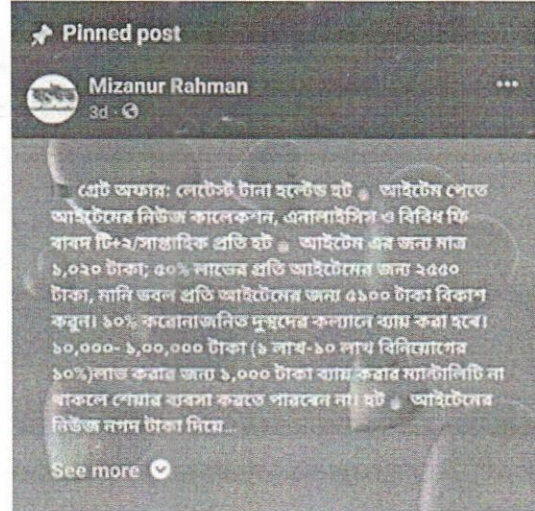 Pinned post
Mizanur Rahman
3d
গ্রেট অফার: লেটেস্ট টানা হল্টেড হট আইটেম পেতে
আইটেমের নিউজ কালেকশন, এনালাইসিস ও বিবিধ ফি
বাবদ টি+২/সাপ্তাহিক প্রতি হট আইটেম এর জন্য মাত্র
১,০২০ টাকা; ৫০% লাভের প্রতি আইটেমের জন্য ২৫৫০
টাকা, মানি ডবল প্রতি আইটেমের জন্য ৫১০০ টাকা বিকাশ
করুন। ১০% করোনাজনিত দুস্থদের কল্যানে ব্যায় করা হবে।
১০,০০০- ১,০০,০০০ টাকা (১ লাখ-১০ লাখ বিনিয়োগের
১০%)লাভ করার জন্য ১,০০০ টাকা ব্যায় করার ম্যান্টালিটি না
থাকলে শেয়ার ব্যবসা করতে পারবেন না। হট আইটেমের
নিউজ নগদ টাকা দিয়ে...
See more